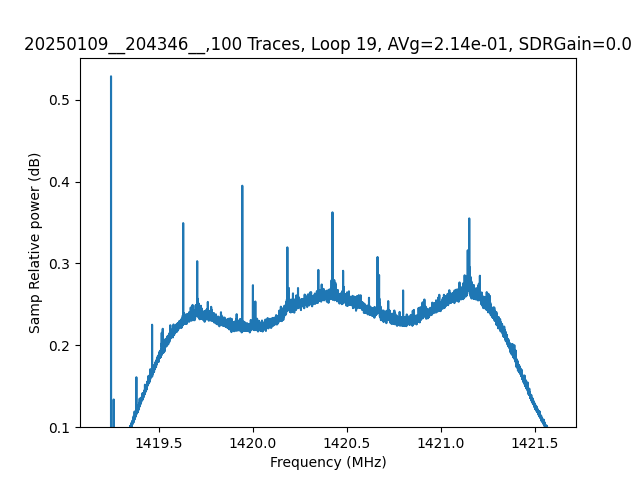 20250109__204346__,100 Traces, Loop 19, AVg=2.14e-01, SDRGain=0.0
Samp Relative power (dB)
0.5
0.4
0.3
0.2
0.1
1419.5 1420.0 1420.5 1421.0 1421.5
Frequency (MHz)